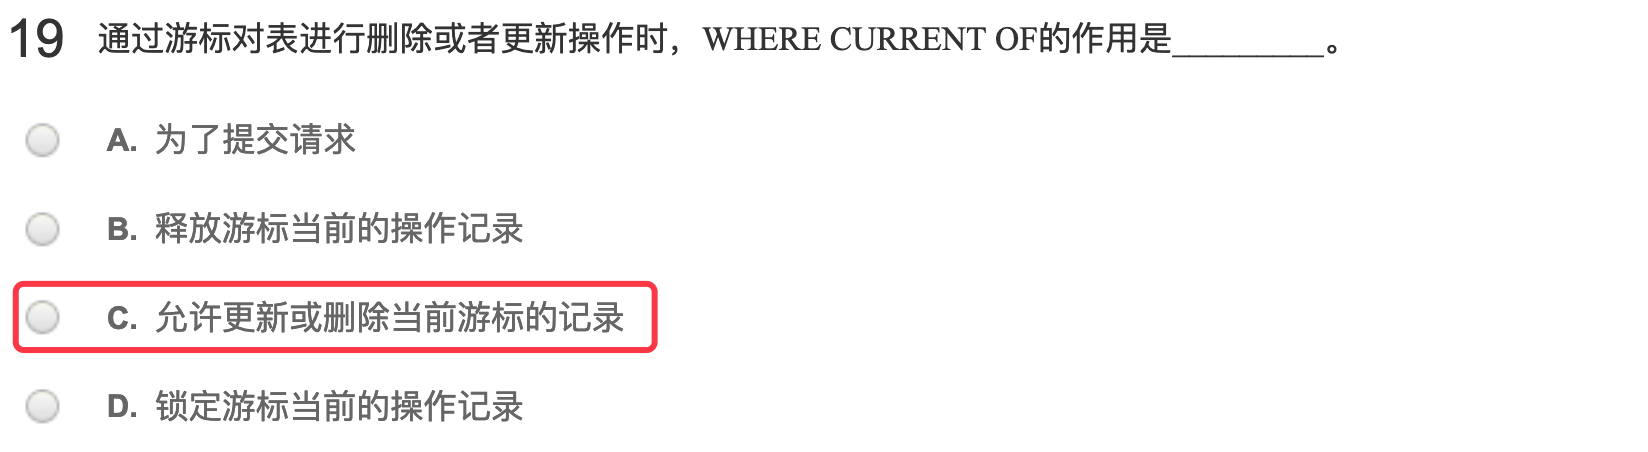 19 通过游标对表进行删除或者更新操作时，WHERE CURRENT OF的作用是_________。
A. 为了提交请求
B. 释放游标当前的操作记录
C. 允许更新或删除当前游标的记录
D. 锁定游标当前的操作记录